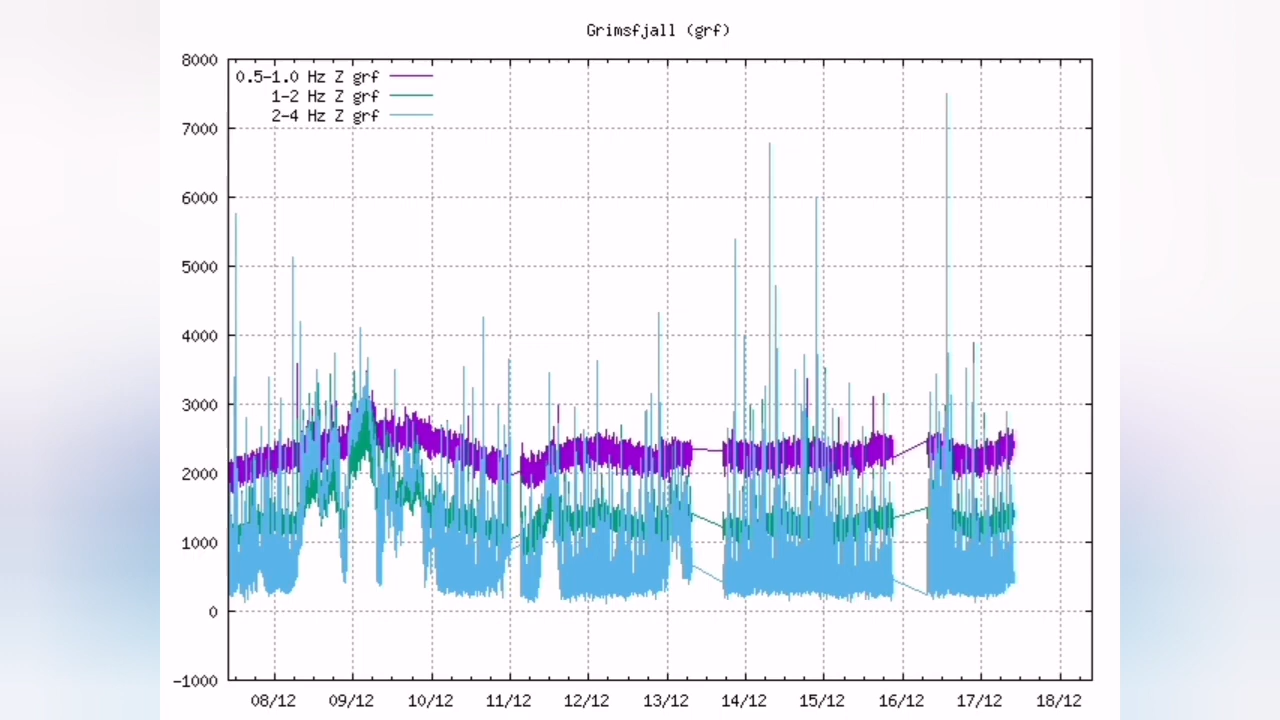 Grimsfjall (grf)
8000
0.5-1.0 Hz Z grf
1-2 Hz Z grf
2-4 Hz Z grf
7000
6000
5000
4000
3000
2000
1000
0
-1000
08/12 09/12 10/12 11/12 12/12 13/12 14/12 15/12 16/12 17/12 18/12